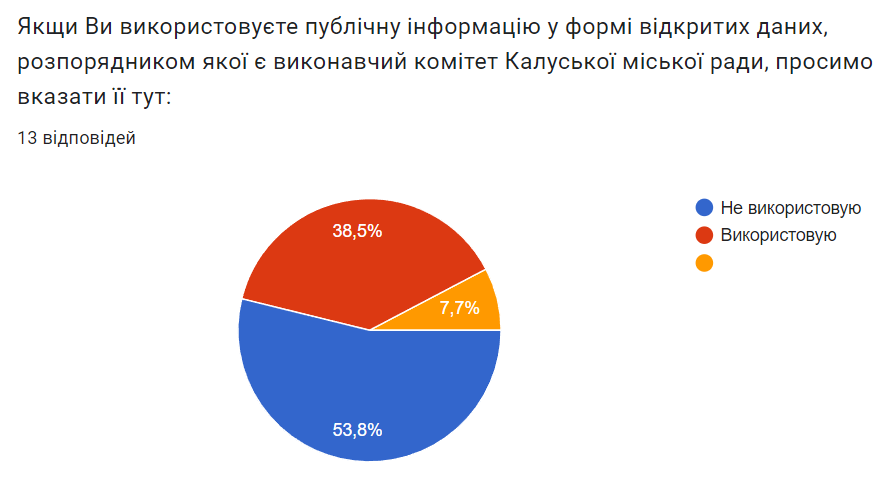 Якщи Ви використовуєте публічну інформацію у формі відкритих даних,
розпорядником якої є виконавчий комітет Калуської міської ради, просимо
вказати її тут:
13 відповідей
38,5%
7,7%
53,8%
Не використовую
Використовую